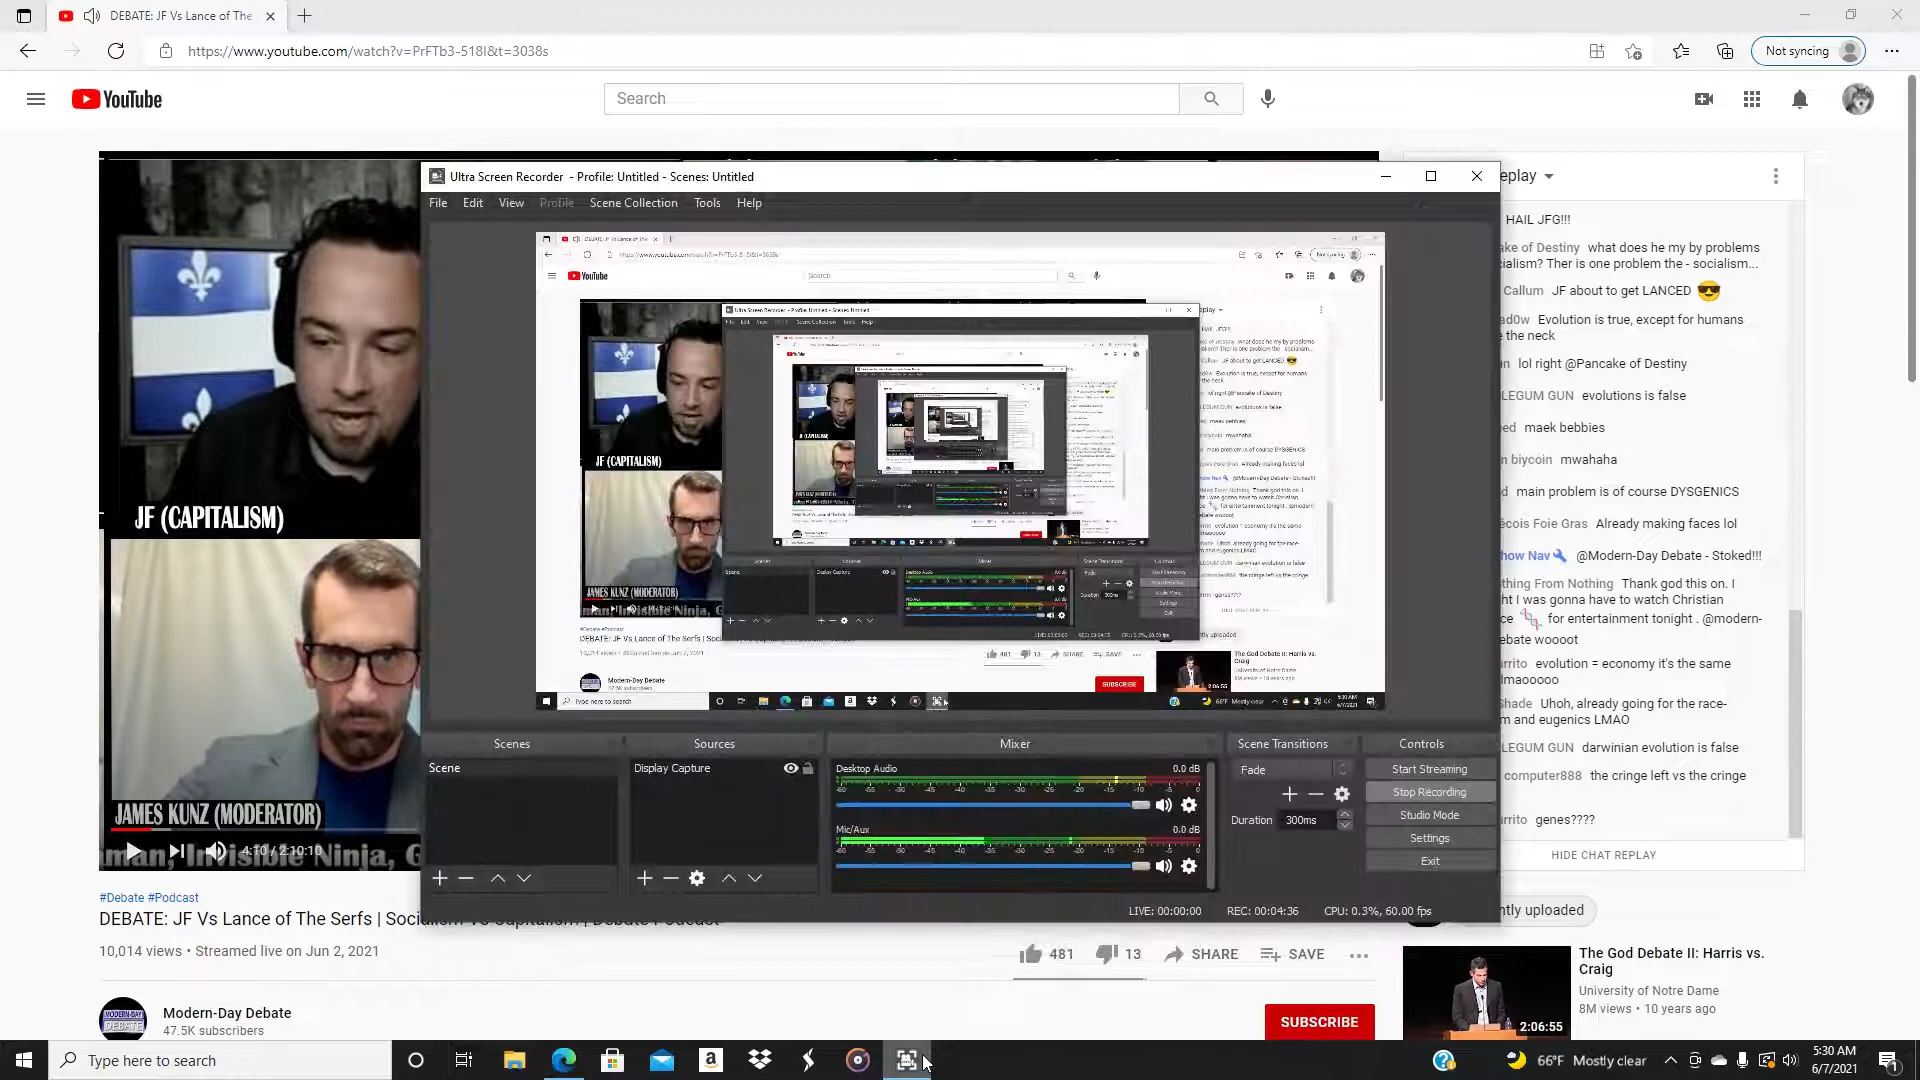 DEBATE: JF Vs Lance of The
https://www.youtube.com/watch?v=PrFTb3-518I&t=3038s
Not syncing
YouTube
Search
Ultra Screen Recorder - Profile: Untitled - Scenes: Untitled
File Edit View Profile Scene Collection Tools Help
HAIL JFG!!!
ake of Destiny what does he my by problems
ialism? Ther is one problem the - socialism...
Callum JF about to get LANCED 😎
ad0w Evolution is true, except for humans
e the neck
lol right @Pancake of Destiny
LEGUM GUN evolutions is false
maek bebbies
n biycoin mwahaha
main problem is of course DYSGENICS
écois Foie Gras Already making faces lol
how Nav @Modern-Day Debate - Stoked!!!
thing From Nothing Thank god this on. I
ht I was gonna have to watch Christian
ce 🧬 for entertainment tonight . @modern-
ebate woooot
urrito evolution = economy it's the same
lmaoooo
Shade Uhoh, already going for the race-
m and eugenics LMAO
LEGUM GUN darwinian evolution is false
computer888 the cringe left vs the cringe
urrito genes????
HIDE CHAT REPLAY
JF (CAPITALISM)
JAMES KUNZ (MODERATOR)
man, Invisible Ninja, G
4:10 / 2:10:10
Scenes Sources Mixer Scene Transitions Controls
Scene
Display Capture
Desktop Audio 0.0 dB
Mic/Aux 0.0 dB
Fade
Duration 300ms
Start Streaming
Stop Recording
Studio Mode
Settings
Exit
LIVE: 00:00:00 REC: 00:04:36 CPU: 0.3%, 60.00 fps
#Debate #Podcast
DEBATE: JF Vs Lance of The Serfs | Socialism Vs Capitalism | Debate Podcast
10,014 views • Streamed live on Jun 2, 2021
481 13 SHARE SAVE
Modern-Day Debate
47.5K subscribers
SUBSCRIBE
ntly uploaded
The God Debate II: Harris vs.
Craig
University of Notre Dame
8M views • 10 years ago
2:06:55
Type here to search
66°F Mostly clear
5:30 AM
6/7/2021